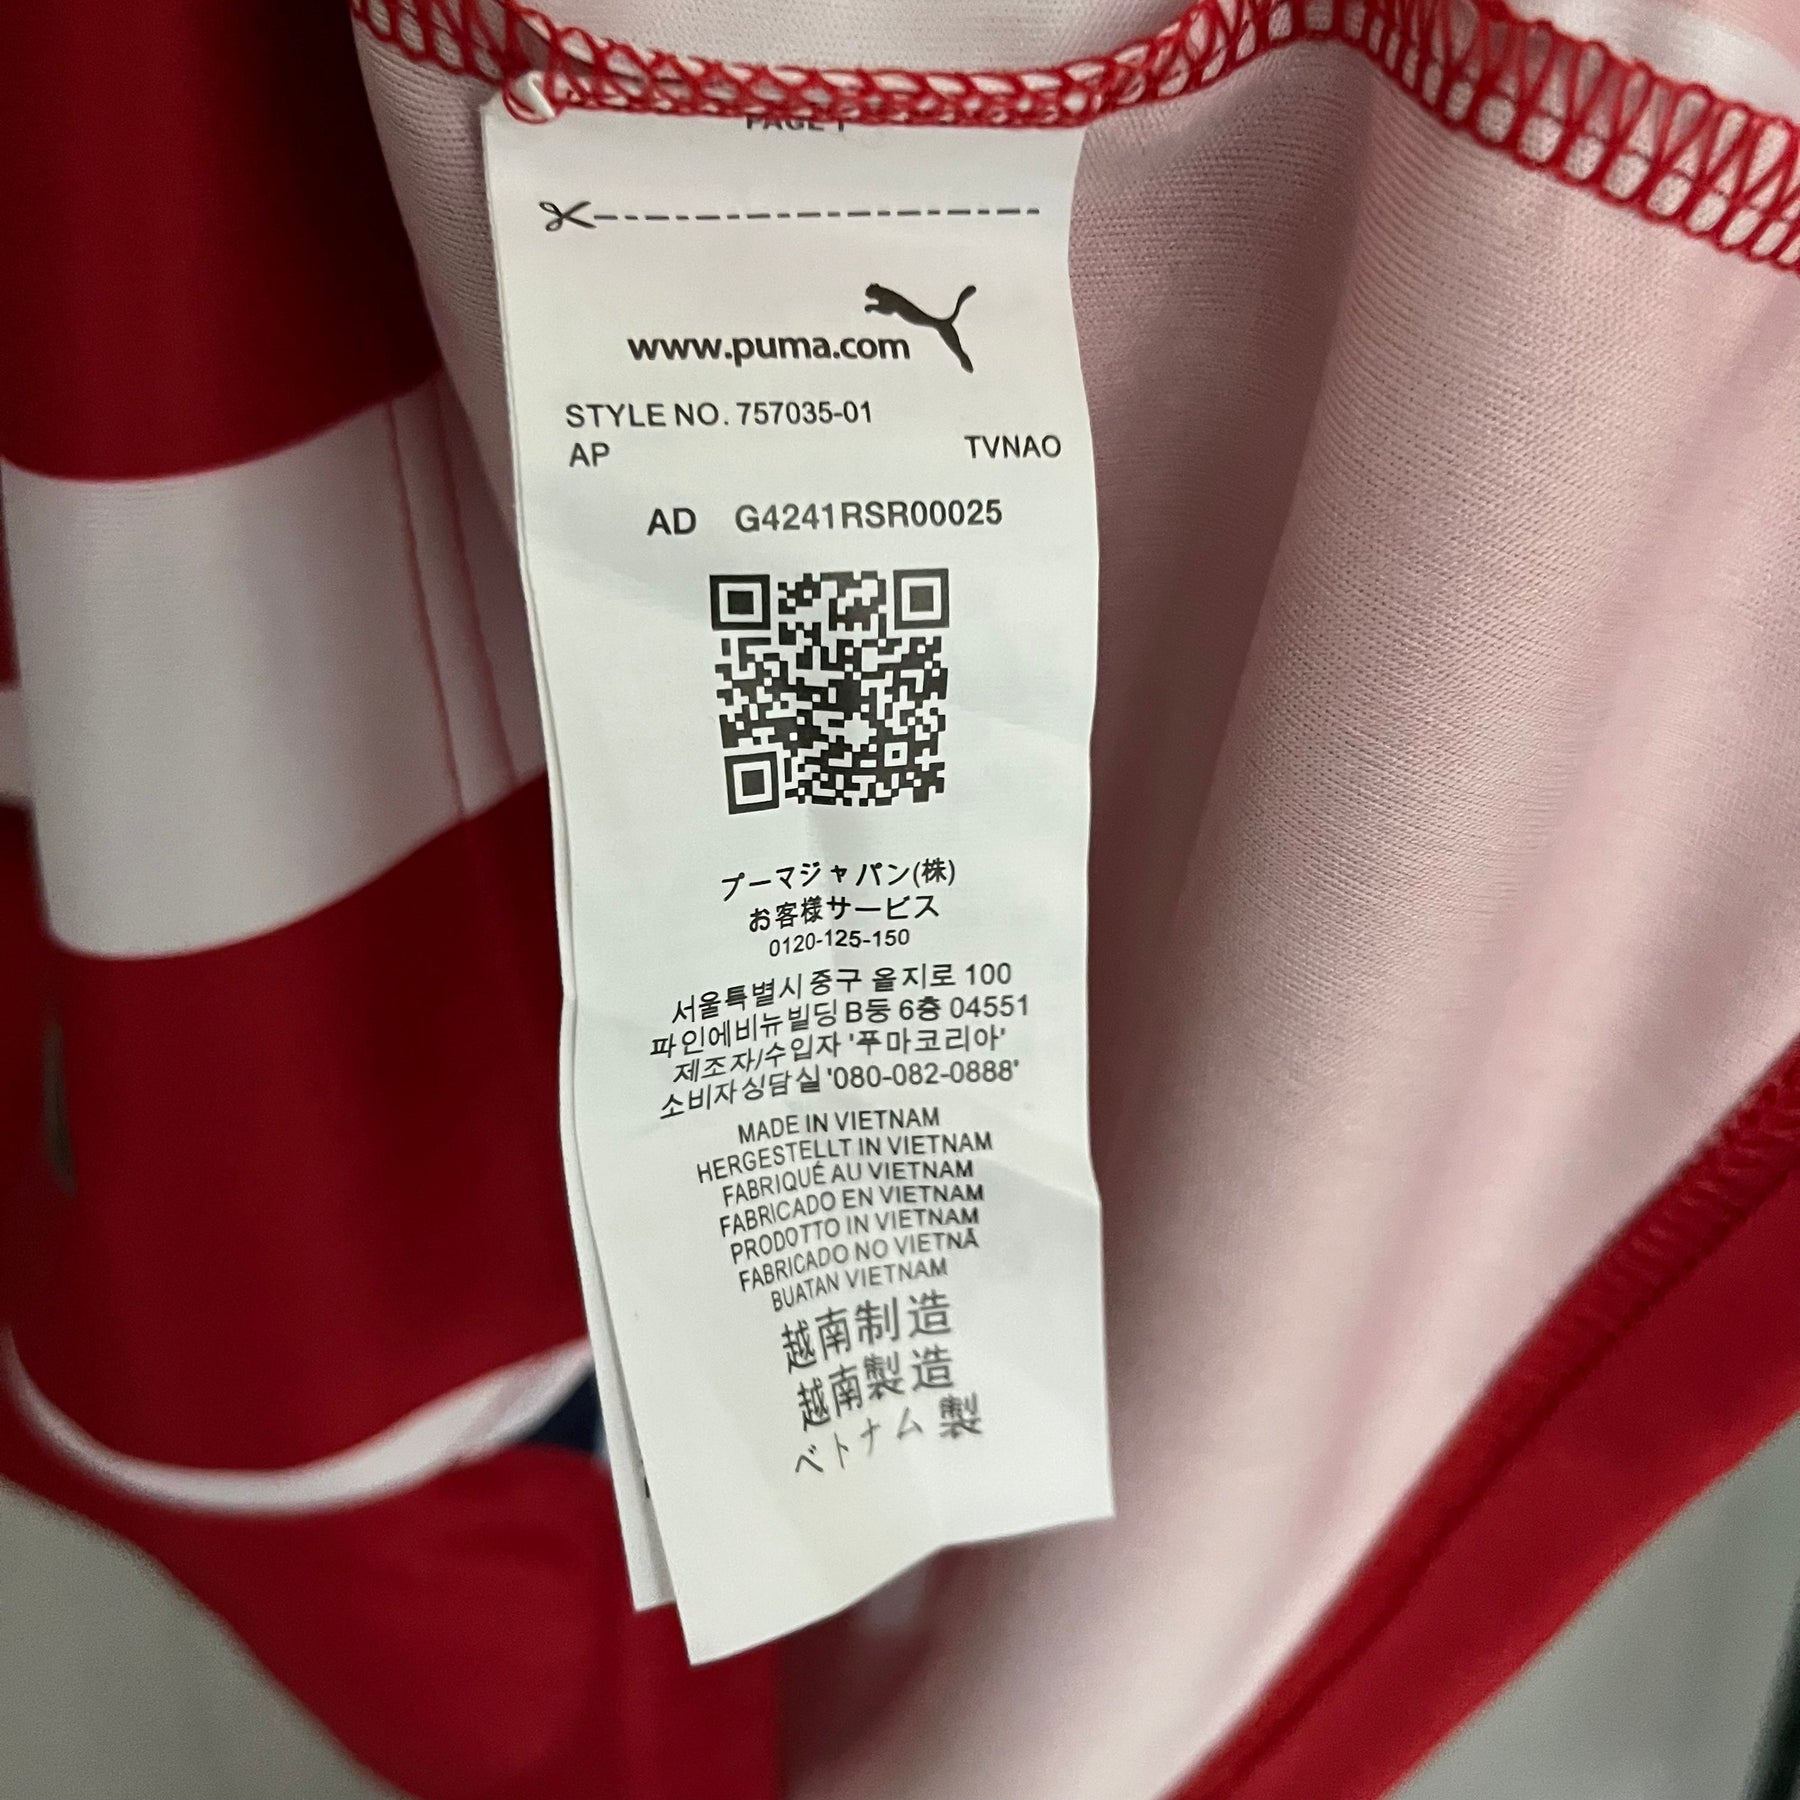 PAGE 1
www.puma.com
STYLE NO. 757035-01
AP TVNAO
AD G4241RSR00025
プーマジャパン(株)
お客様サービス
0120-125-150
서울특별시 중구 을지로 100
파인에비뉴빌딩 B동 6층 04551
제조자/수입자 '푸마코리아'
소비자싱담실 '080-082-0888'
MADE IN VIETNAM
HERGESTELLT IN VIETNAM
FABRIQUÉ AU VIETNAM
FABRICADO EN VIETNAM
PRODOTTO IN VIETNAM
FABRICADO NO VIETNÃ
BUATAN VIETNAM
越南制造
越南製造
ベトナム製